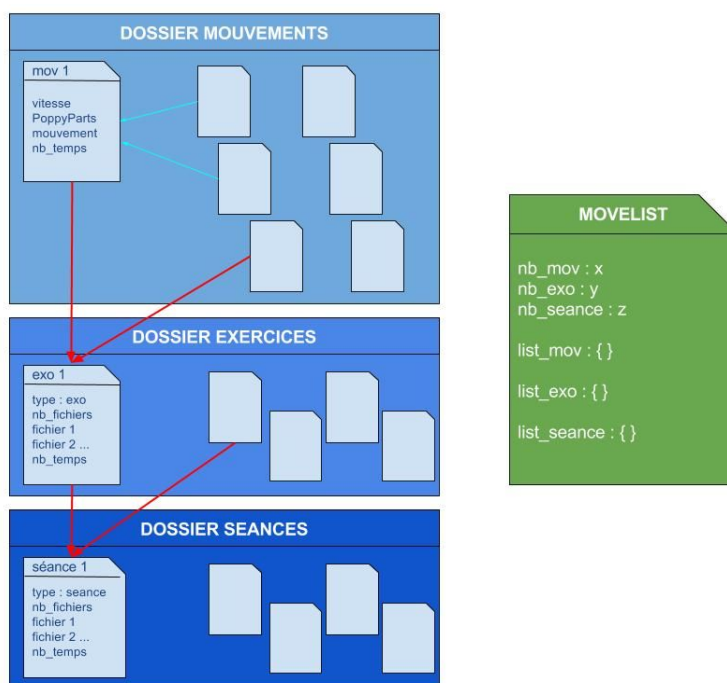 DOSSIER MOUVEMENTS
mov 1
vitesse
PoppyParts
mouvement
nb_temps
DOSSIER EXERCICES
exo 1
type : exo
nb_fichiers
fichier 1
fichier 2 ...
nb_temps
DOSSIER SEANCES
séance 1
type : seance
nb_fichiers
fichier 1
fichier 2 ...
nb_temps
MOVELIST
nb_mov : x
nb_exo : y
nb_seance : z
list_mov : { }
list_exo : { }
list_seance : { }